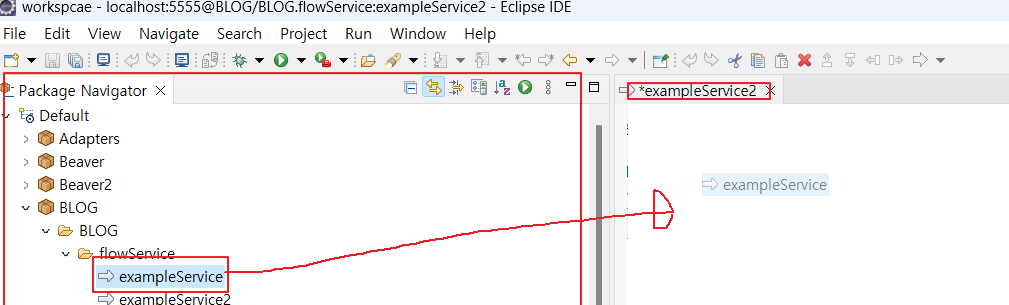 workspcae - localhost:5555@BLOG/BLOG.flowService:exampleService2 - Eclipse IDE
File Edit View Navigate Search Project Run Window Help
Package Navigator
*exampleService2
Default
Adapters
Beaver
Beaver2
exampleService
BLOG
BLOG
flowService
exampleService
exampleService2